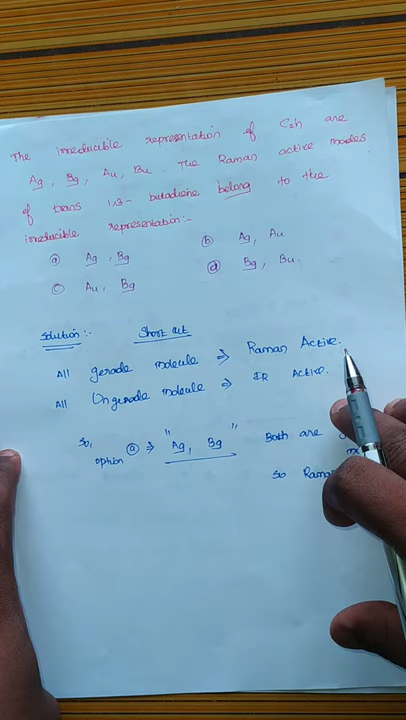 The irreducible representation of C2h are
Ag, Bg, Au, Bu. The Raman active modes
of trans 1,3- butadiene belong to the
irreducible representation:-
(a) Ag, Bg (b) Ag, Au
(c) Au, Bg (d) Bg, Bu.
Solution:- Short cut
All gerade molecule ⇒ Raman Active.
All Ungerade molecule ⇒ IR Active.
So, option (a) ⇒ "Ag, Bg" Both are
So Raman